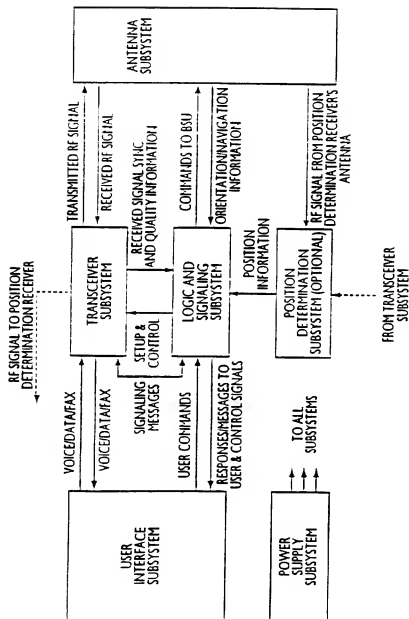 RF SIGNAL TO POSITION
DETERMINATION RECEIVER
VOICE/DATA/FAX
VOICE/DATA/FAX
TRANSCEIVER
SUBSYSTEM
TRANSMITTED RF SIGNAL
RECEIVED RF SIGNAL
ANTENNA
SUBSYSTEM
USER
INTERFACE
SUBSYSTEM
SIGNALING
MESSAGES
SETUP &
CONTROL
RECEIVED SIGNAL SYNC
AND QUALITY INFORMATION
USER COMMANDS
RESPONSES/MESSAGES TO
USER & CONTROL SIGNALS
LOGIC AND
SIGNALING
SUBSYSTEM
COMMANDS TO BSU
ORIENTATION/NAVIGATION
INFORMATION
POSITION
INFORMATION
RF SIGNAL FROM POSITION
DETERMINATION RECEIVER'S
ANTENNA
POWER
SUPPLY
SUBSYSTEM
TO ALL
SUBSYSTEMS
POSITION
DETERMINATION
SUBSYSTEM (OPTIONAL)
FROM TRANSCEIVER
SUBSYSTEM